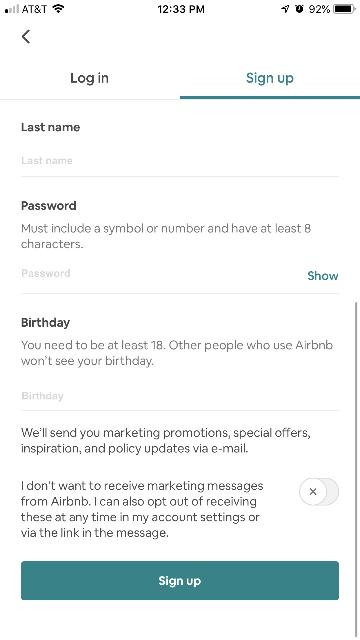 AT&T 12:33 PM 92%
Log in Sign up
Last name
Last name
Password
Must include a symbol or number and have at least 8
characters.
Password Show
Birthday
You need to be at least 18. Other people who use Airbnb
won't see your birthday.
Birthday
We'll send you marketing promotions, special offers,
inspiration, and policy updates via e-mail.
I don't want to receive marketing messages
from Airbnb. I can also opt out of receiving
these at any time in my account settings or
via the link in the message.
Sign up